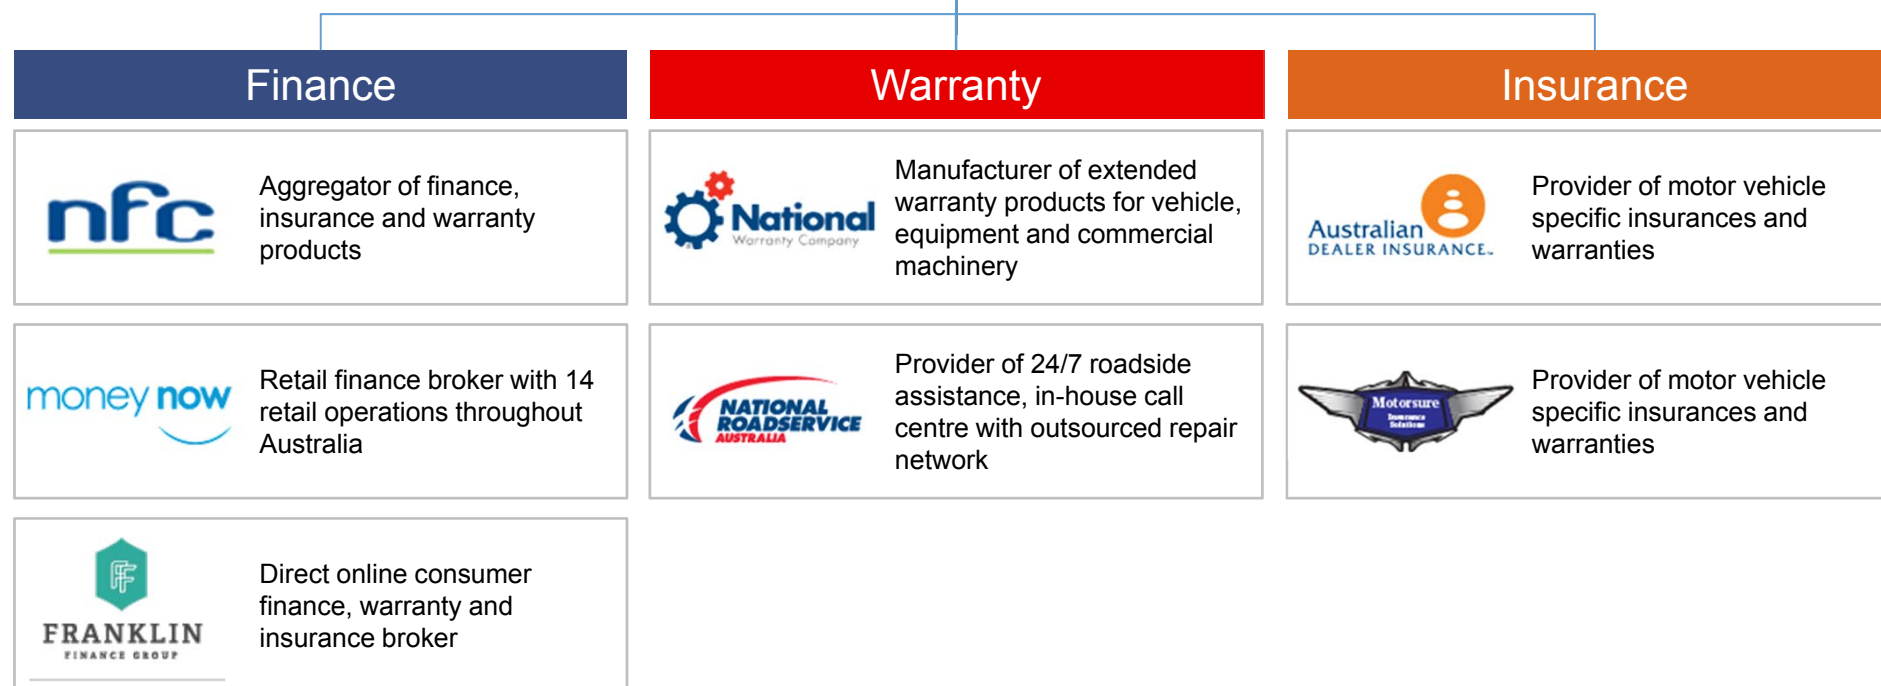 Finance
nfc
Aggregator of finance,
insurance and warranty
products
money now
Retail finance broker with 14
retail operations throughout
Australia
FRANKLIN
FINANCE GROUP
Direct online consumer
finance, warranty and
insurance broker
Warranty
National
Warranty Company
Manufacturer of extended
warranty products for vehicle,
equipment and commercial
machinery
NATIONAL
ROADSERVICE
AUSTRALIA
Provider of 24/7 roadside
assistance, in-house call
centre with outsourced repair
network
Insurance
Australian
DEALER INSURANCE
Provider of motor vehicle
specific insurances and
warranties
Motorsure
Insurance
Solutions
Provider of motor vehicle
specific insurances and
warranties